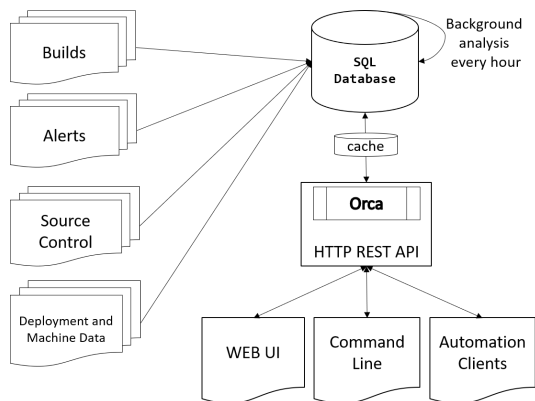 Builds
Alerts
Source
Control
Deployment and
Machine Data
SQL
Database
Background
analysis
every hour
cache
Orca
HTTP REST API
WEB UI
Command
Line
Automation
Clients